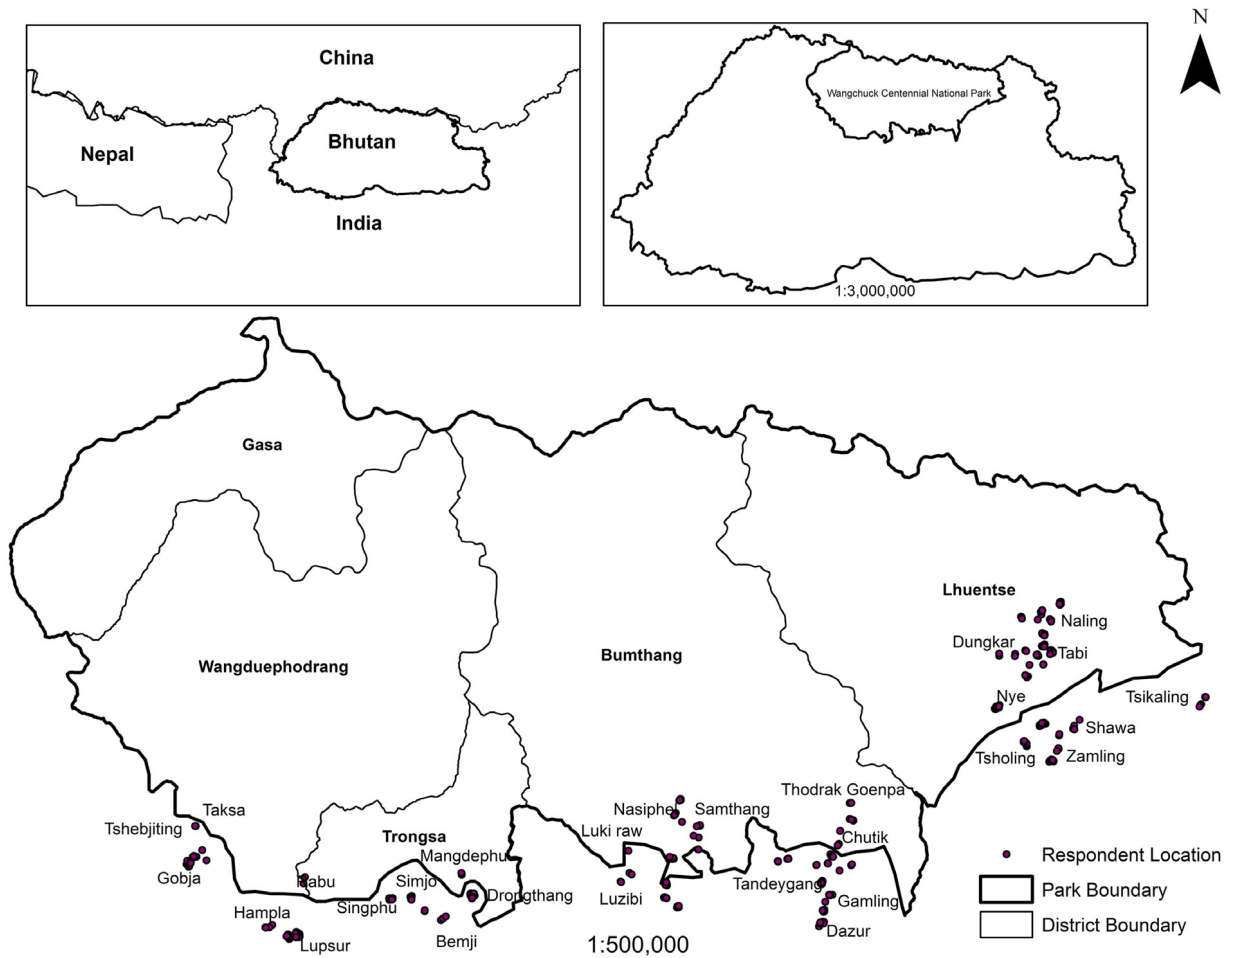 China
Nepal
Bhutan
India
Wangchuck Centennial National Park
1:3,000,000
N
Gasa
Wangduephodrang
Bumthang
Lhuentse
Naling
Dungkar
Tabi
Nye
Tsikaling
Shawa
Tsholing
Zamling
Taksa
Tshebjiting
Gobja
Trongsa
Mangdephu
Rabu
Simjo
Singphu
Drongthang
Hampla
Lupsur
Bemji
Nasiphel
Samthang
Luki raw
Luzibi
Thodrak Goenpa
Chutik
Tandeygang
Gamling
Dazur
1:500,000
Respondent Location
Park Boundary
District Boundary